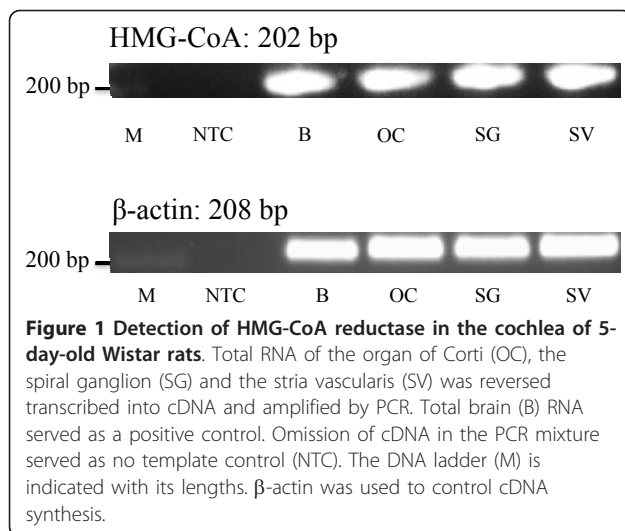 HMG-CoA: 202 bp
200 bp
M NTC B OC SG SV
β-actin: 208 bp
200 bp
M NTC B OC SG SV
Figure 1 Detection of HMG-CoA reductase in the cochlea of 5-
day-old Wistar rats. Total RNA of the organ of Corti (OC), the
spiral ganglion (SG) and the stria vascularis (SV) was reversed
transcribed into cDNA and amplified by PCR. Total brain (B) RNA
served as a positive control. Omission of cDNA in the PCR mixture
served as no template control (NTC). The DNA ladder (M) is
indicated with its lengths. β-actin was used to control cDNA
synthesis.